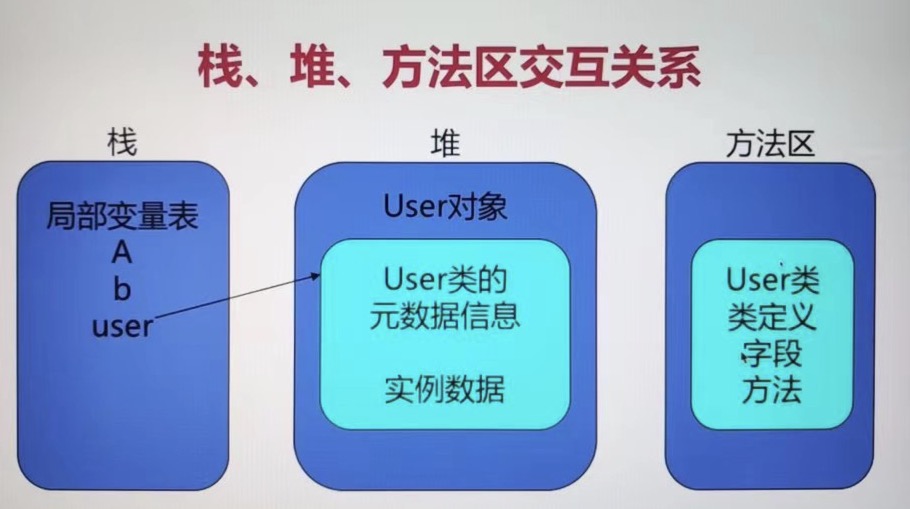 栈、堆、方法区交互关系
栈
局部变量表
A
b
user
堆
User对象
User类的
元数据信息
实例数据
方法区
User类
类定义
字段
方法